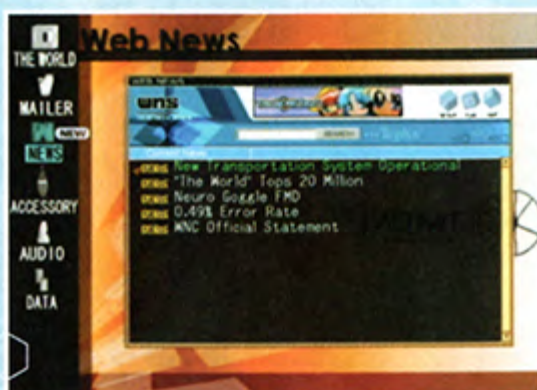 Web News
THE WORLD
MAILER
NEW
NEWS
ACCESSORY
AUDIO
DATA
WEB NEWS
wns
SEARCH
New Transportation System Operational
"The World" Tops 20 Million
Neuro Goggle FMD
0.49% Error Rate
WNC Official Statement